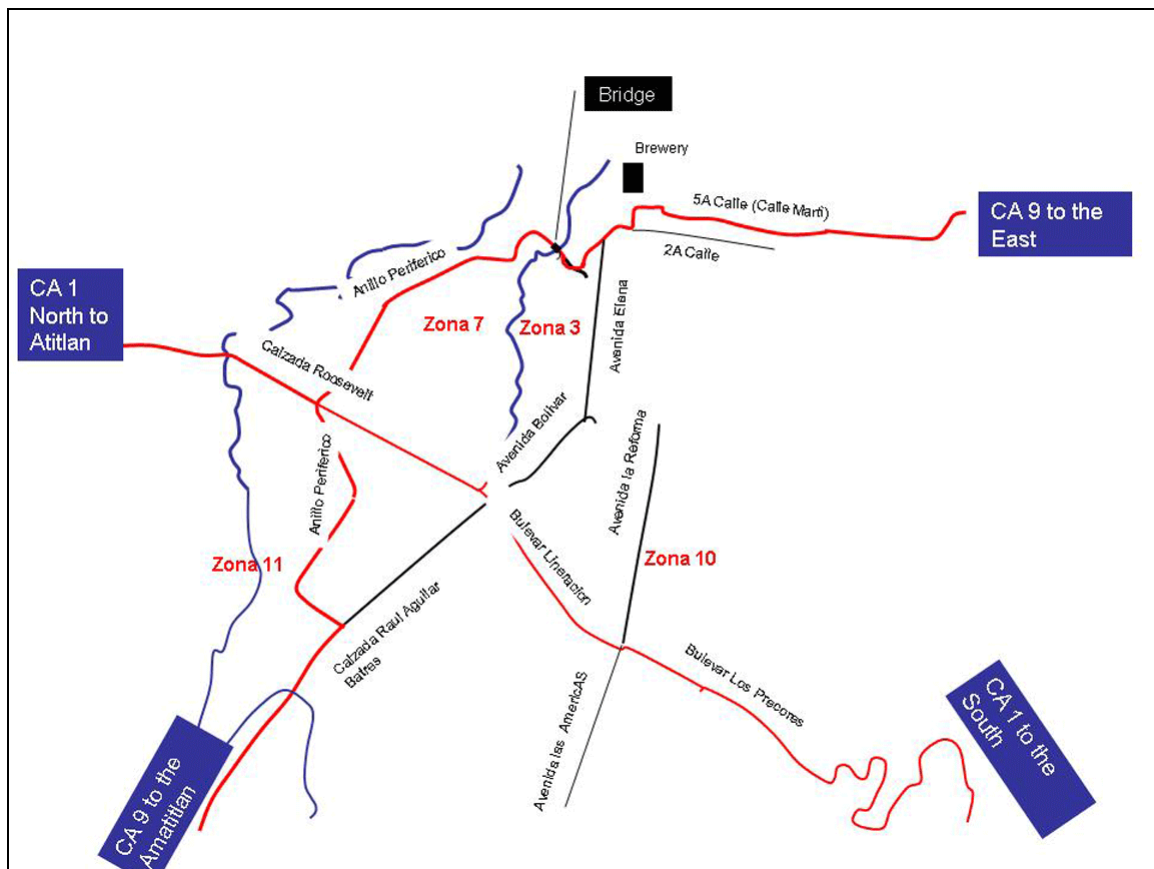 Bridge
Brewery
5A Calle (Calle Marti)
CA 9 to the
East
2A Calle
Anillo Periferico
CA 1
North to
Atitlan
Zona 7
Zona 3
Avenida Elena
Calzada Roosevelt
Avenida Bolivar
Avenida la Reforma
Anillo Periferico
Bulevar Lineracion
Zona 11
Zona 10
Calzada Raul Aguilar
Batres
Bulevar Los Precores
Avenida las AmericAS
CA 1 to the
South
CA 9 to the
Amatitlan